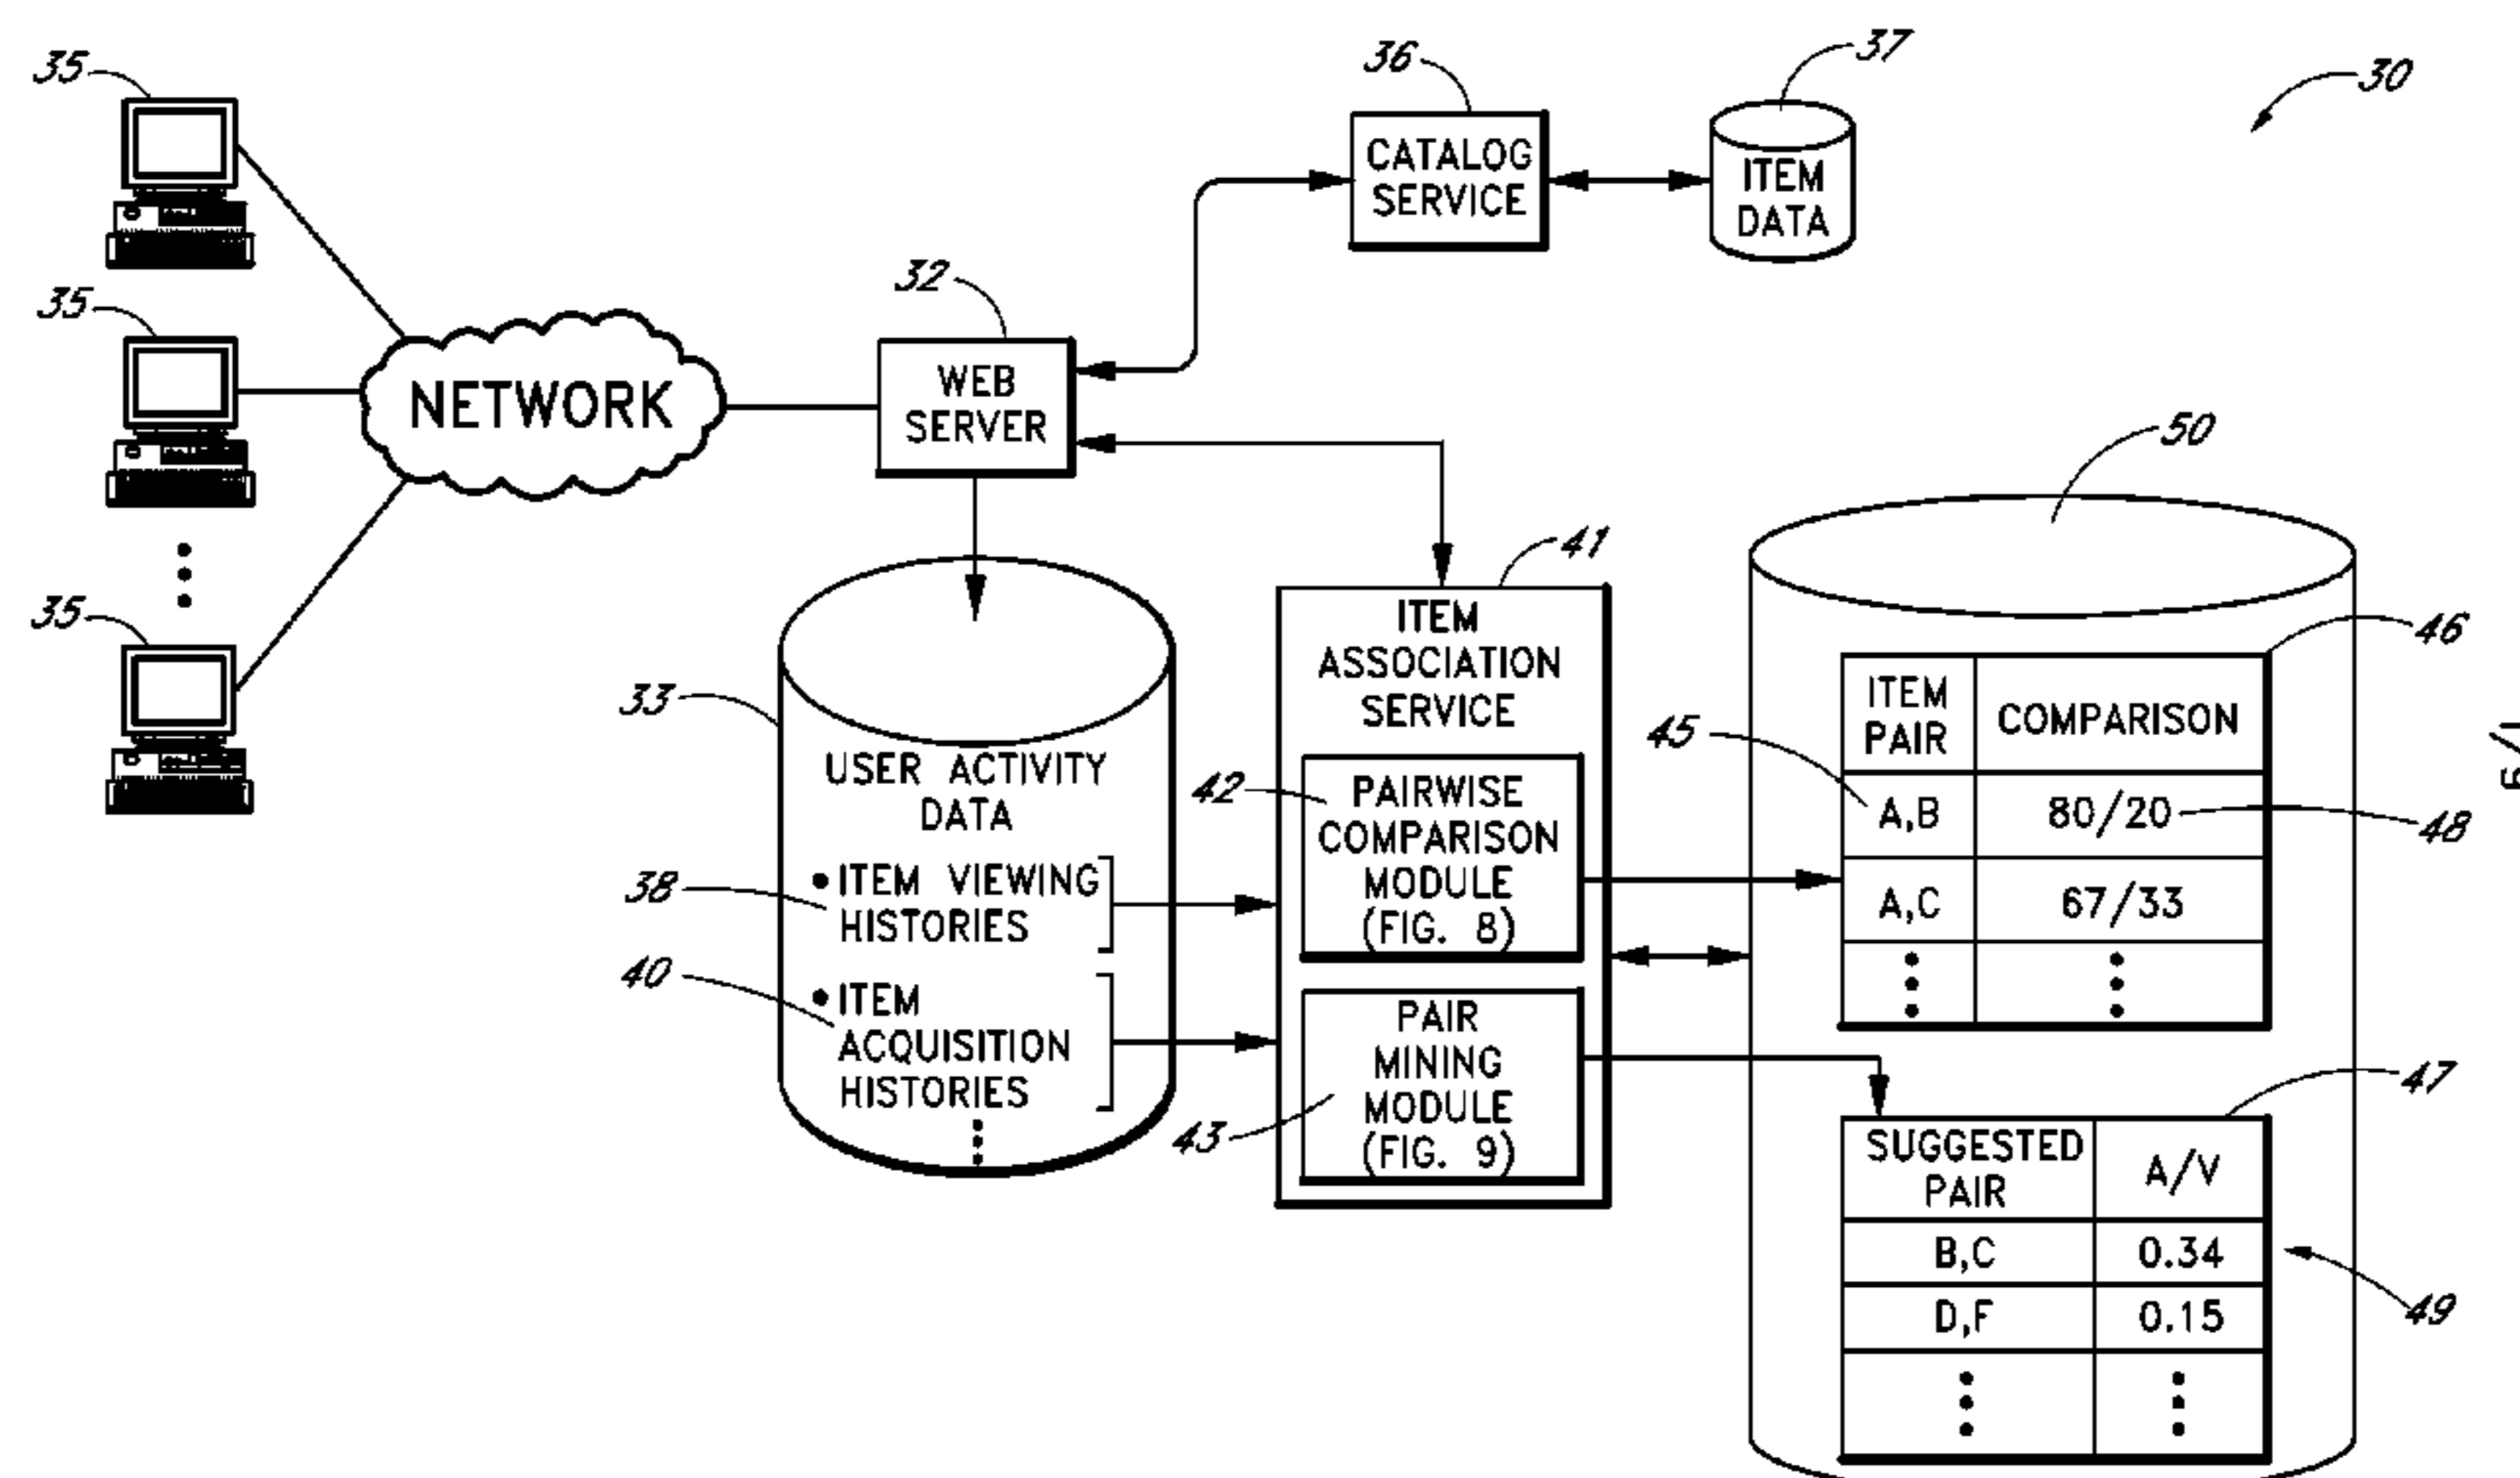 35
36
37
30
CATALOG
SERVICE
ITEM
DATA
35
32
NETWORK
WEB
SERVER
50
35
41
ITEM
ASSOCIATION
SERVICE
46
33
ITEM
PAIR
COMPARISON
45
USER ACTIVITY
DATA
42
PAIRWISE
COMPARISON
MODULE
(FIG. 8)
A,B
80/20
48
38
• ITEM VIEWING
HISTORIES
A,C
67/33
40
• ITEM
ACQUISITION
HISTORIES
43
PAIR
MINING
MODULE
(FIG. 9)
47
SUGGESTED
PAIR
A/V
B,C
0.34
D,F
0.15
49